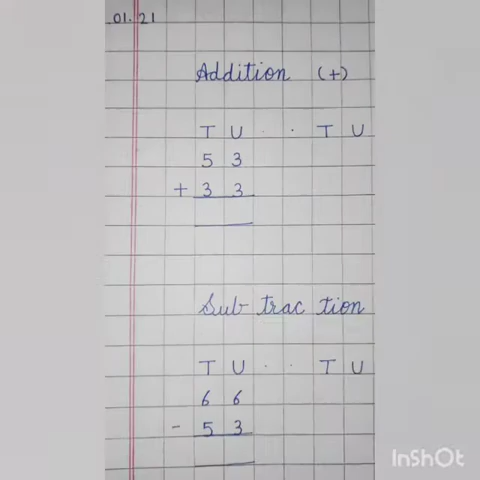 01.21
Addition (+)
T U . . T U
5 3
+ 3 3
Sub trac tion
T U . . T U
6 6
- 5 3
InShOt